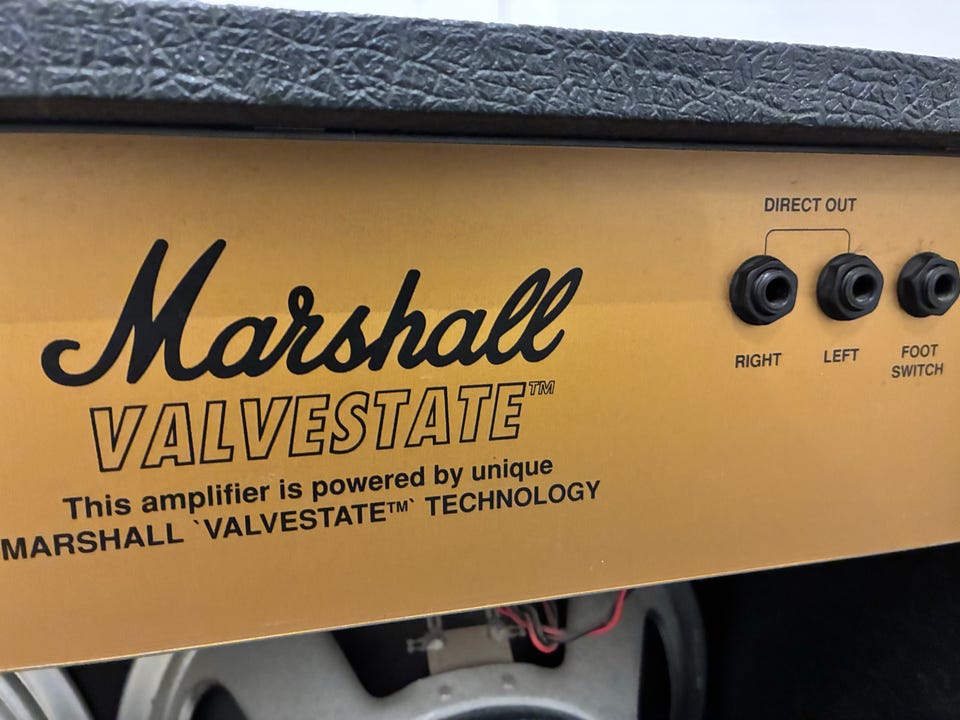 Marshall
VALVESTATE™
This amplifier is powered by unique
MARSHALL `VALVESTATE™` TECHNOLOGY
DIRECT OUT
RIGHT
LEFT
FOOT
SWITCH